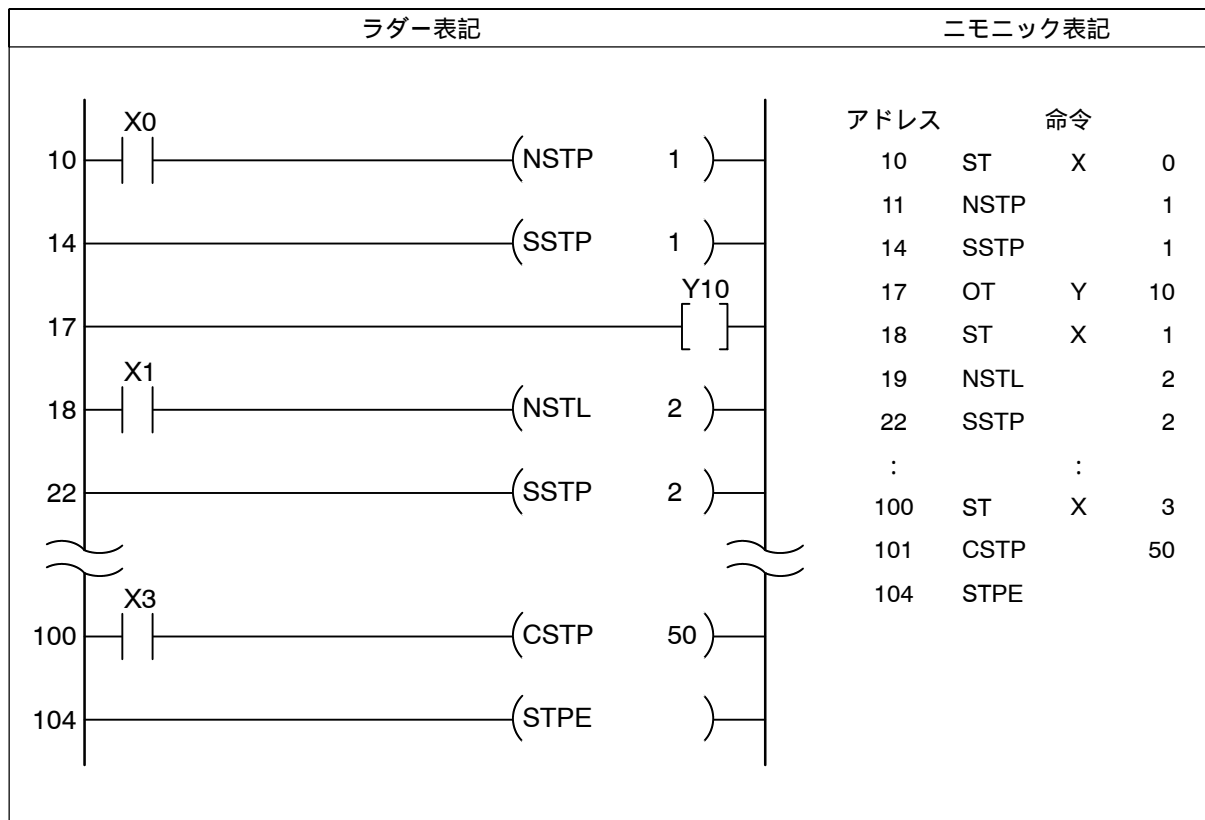 ラダー表記 ニモニック表記
X0
10 (NSTP 1 )
14 (SSTP 1 )
Y10
17 [ ]
X1
18 (NSTL 2 )
22 (SSTP 2 )
X3
100 (CSTP 50 )
104 (STPE )
アドレス 命令
10 ST X 0
11 NSTP 1
14 SSTP 1
17 OT Y 10
18 ST X 1
19 NSTL 2
22 SSTP 2
: :
100 ST X 3
101 CSTP 50
104 STPE